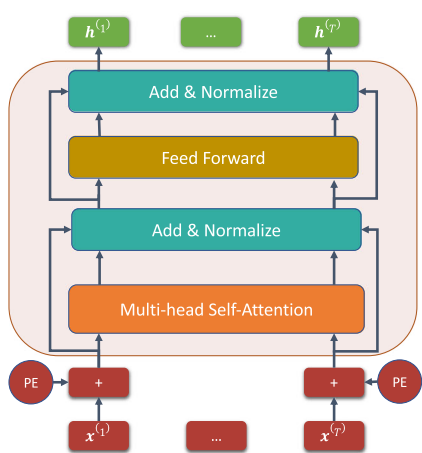 h^(1) ... h^(T)
Add & Normalize
Feed Forward
Add & Normalize
Multi-head Self-Attention
PE + + PE
x^(1) ... x^(T)